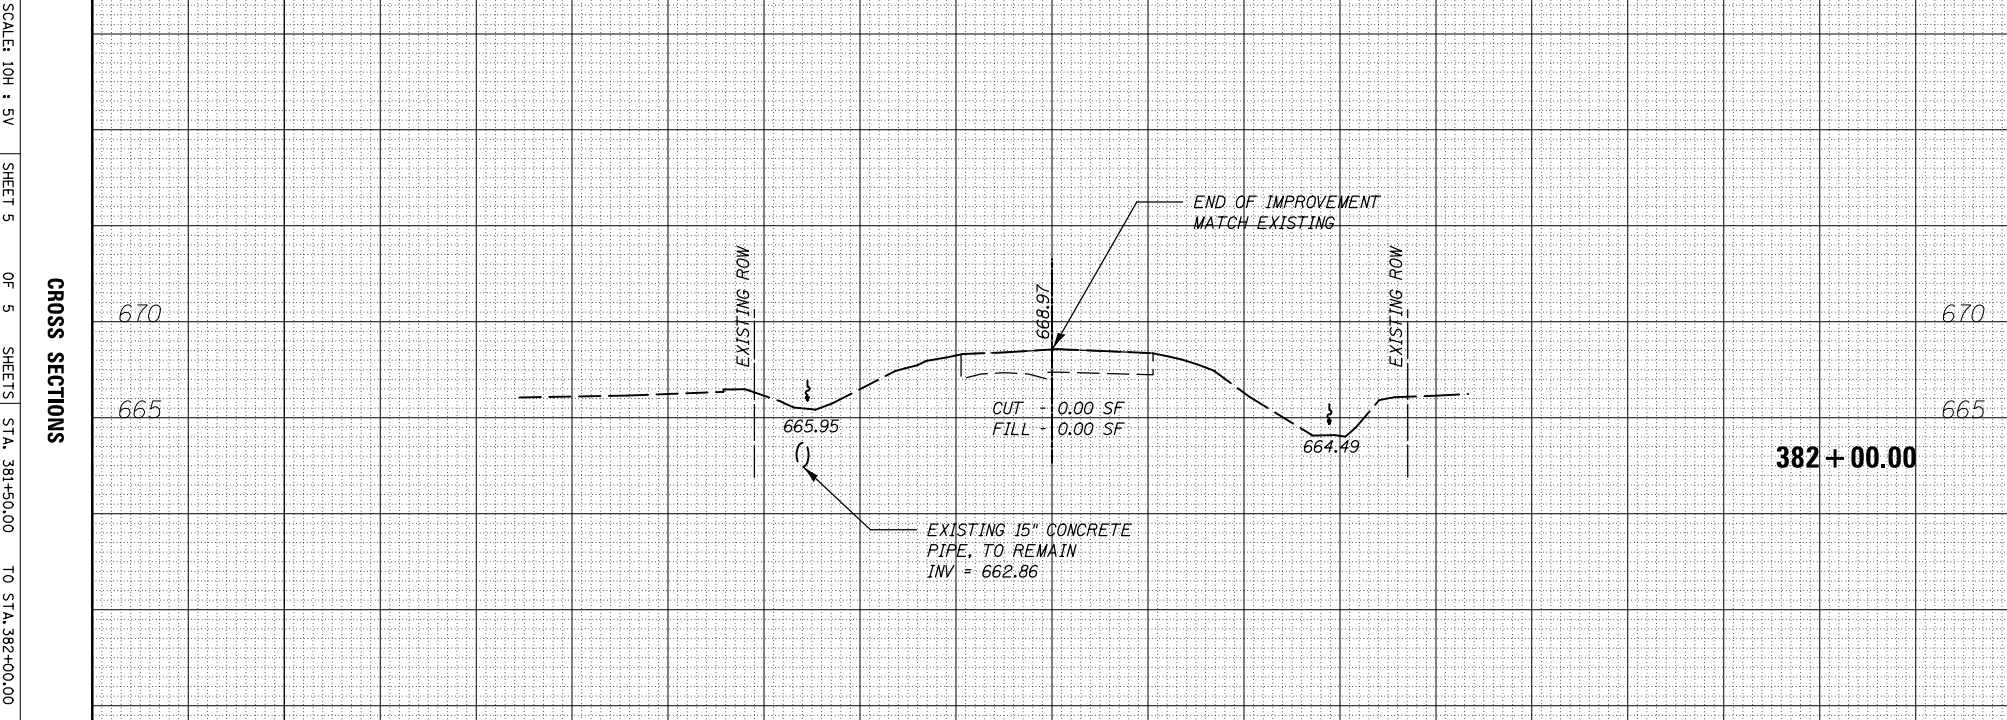 SCALE: 10H : 5V
SHEET 5 OF 5 SHEETS
STA. 381+50.00 TO STA.382+00.00
CROSS SECTIONS
END OF IMPROVEMENT
MATCH EXISTING
EXISTING ROW
668.97
EXISTING ROW
670
670
665
665
CUT - 0.00 SF
FILL - 0.00 SF
665.95
664.49
382+00.00
EXISTING 15" CONCRETE
PIPE, TO REMAIN
INV = 662.86